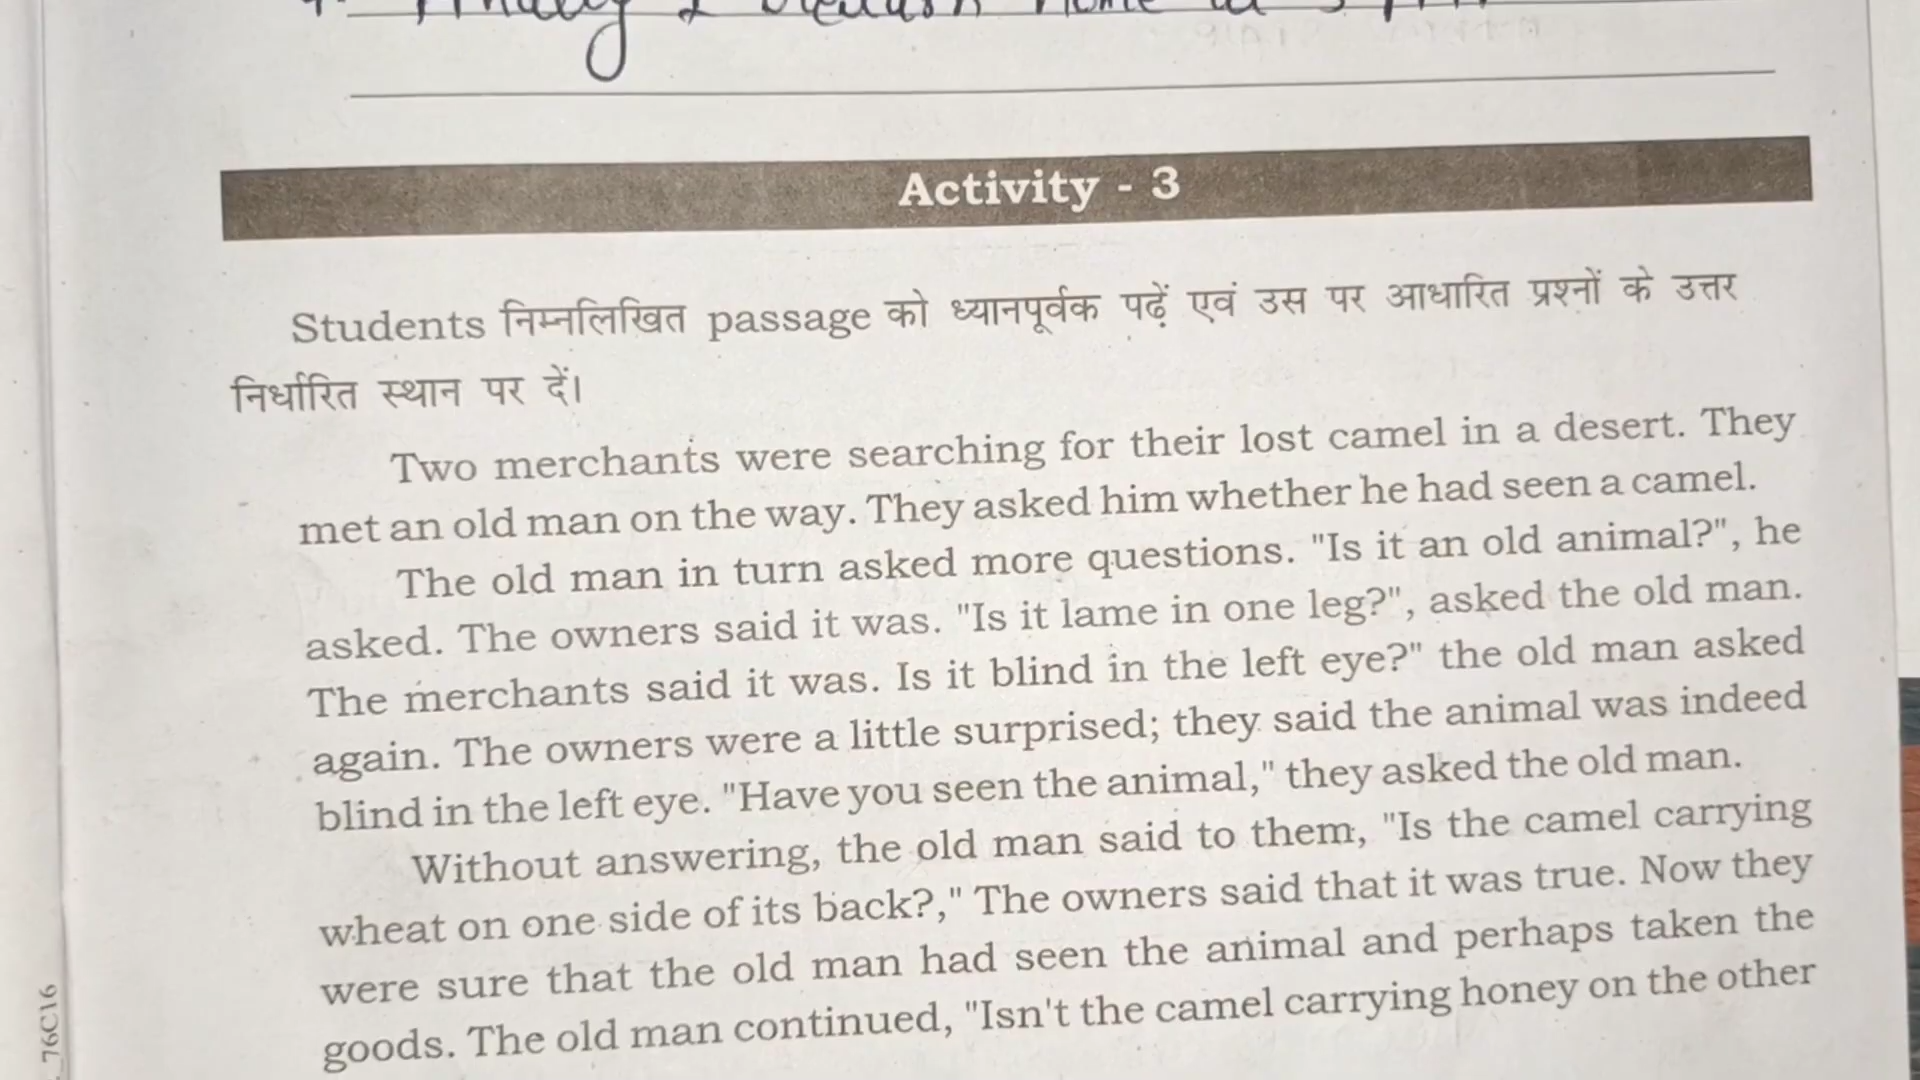 Finally I return home at 3 PM
Activity - 3
Students निम्नलिखित passage को ध्यानपूर्वक पढ़ें एवं उस पर आधारित प्रश्नों के उत्तर
निर्धारित स्थान पर दें।
Two merchants were searching for their lost camel in a desert. They
met an old man on the way. They asked him whether he had seen a camel.
The old man in turn asked more questions. "Is it an old animal?", he
asked. The owners said it was. "Is it lame in one leg?", asked the old man.
The merchants said it was. Is it blind in the left eye?" the old man asked
again. The owners were a little surprised; they said the animal was indeed
blind in the left eye. "Have you seen the animal," they asked the old man.
Without answering, the old man said to them, "Is the camel carrying
wheat on one side of its back?," The owners said that it was true. Now they
were sure that the old man had seen the animal and perhaps taken the
goods. The old man continued, "Isn't the camel carrying honey on the other
76C16